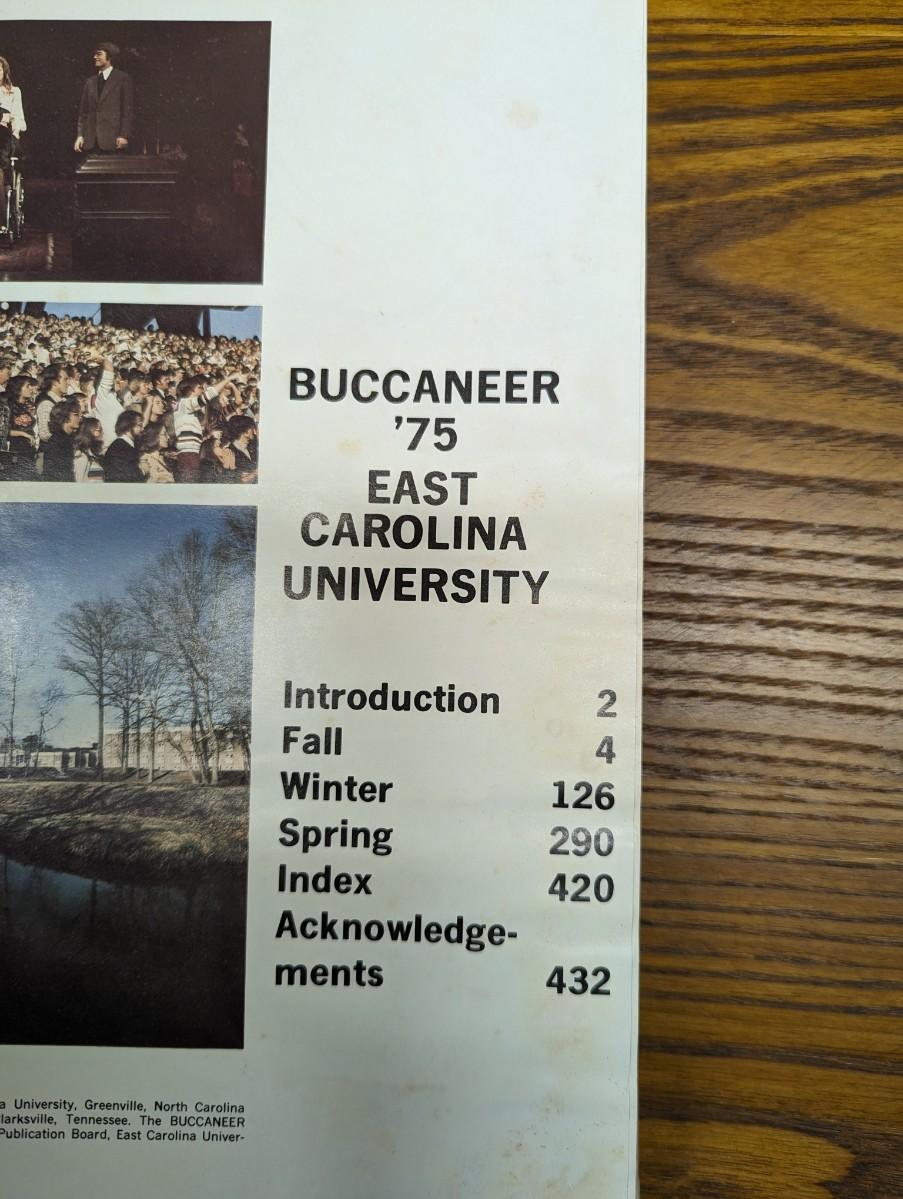 BUCCANEER
'75
EAST
CAROLINA
UNIVERSITY
Introduction 2
Fall 4
Winter 126
Spring 290
Index 420
Acknowledge-
ments 432
a University, Greenville, North Carolina
larksville, Tennessee. The BUCCANEER
Publication Board, East Carolina Univer-